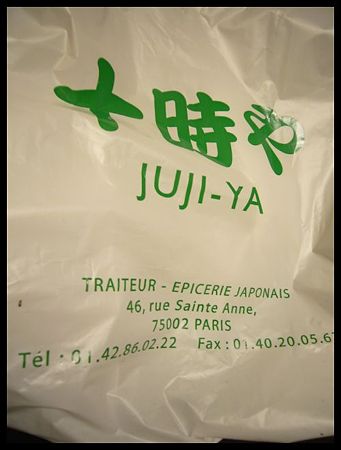 十時や
JUJI-YA
TRAITEUR - EPICERIE JAPONAIS
46, rue Sainte Anne,
75002 PARIS
Tél : 01.42.86.02.22 Fax : 01.40.20.05.67